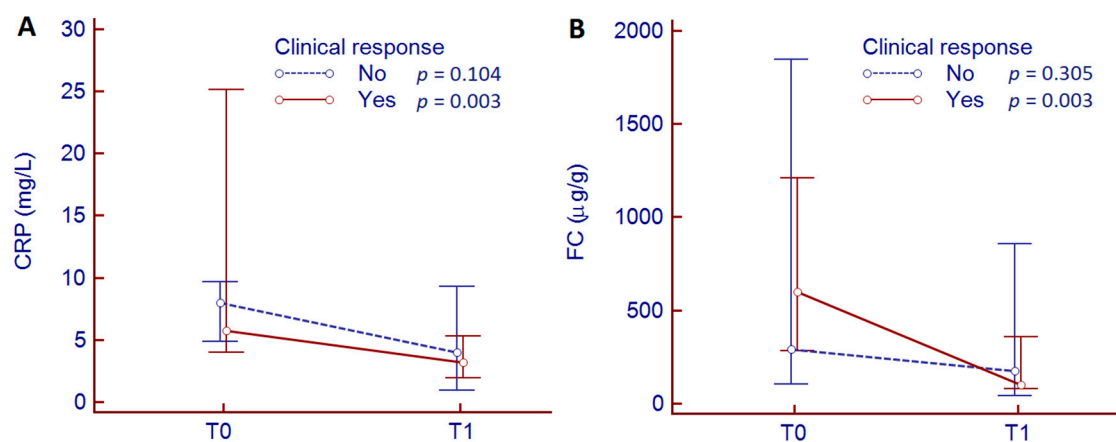 A
CRP (mg/L)
30
25
20
15
10
5
0
Clinical response
No p = 0.104
Yes p = 0.003
T0 T1
B
FC (µg/g)
2000
1500
1000
500
0
Clinical response
No p = 0.305
Yes p = 0.003
T0 T1